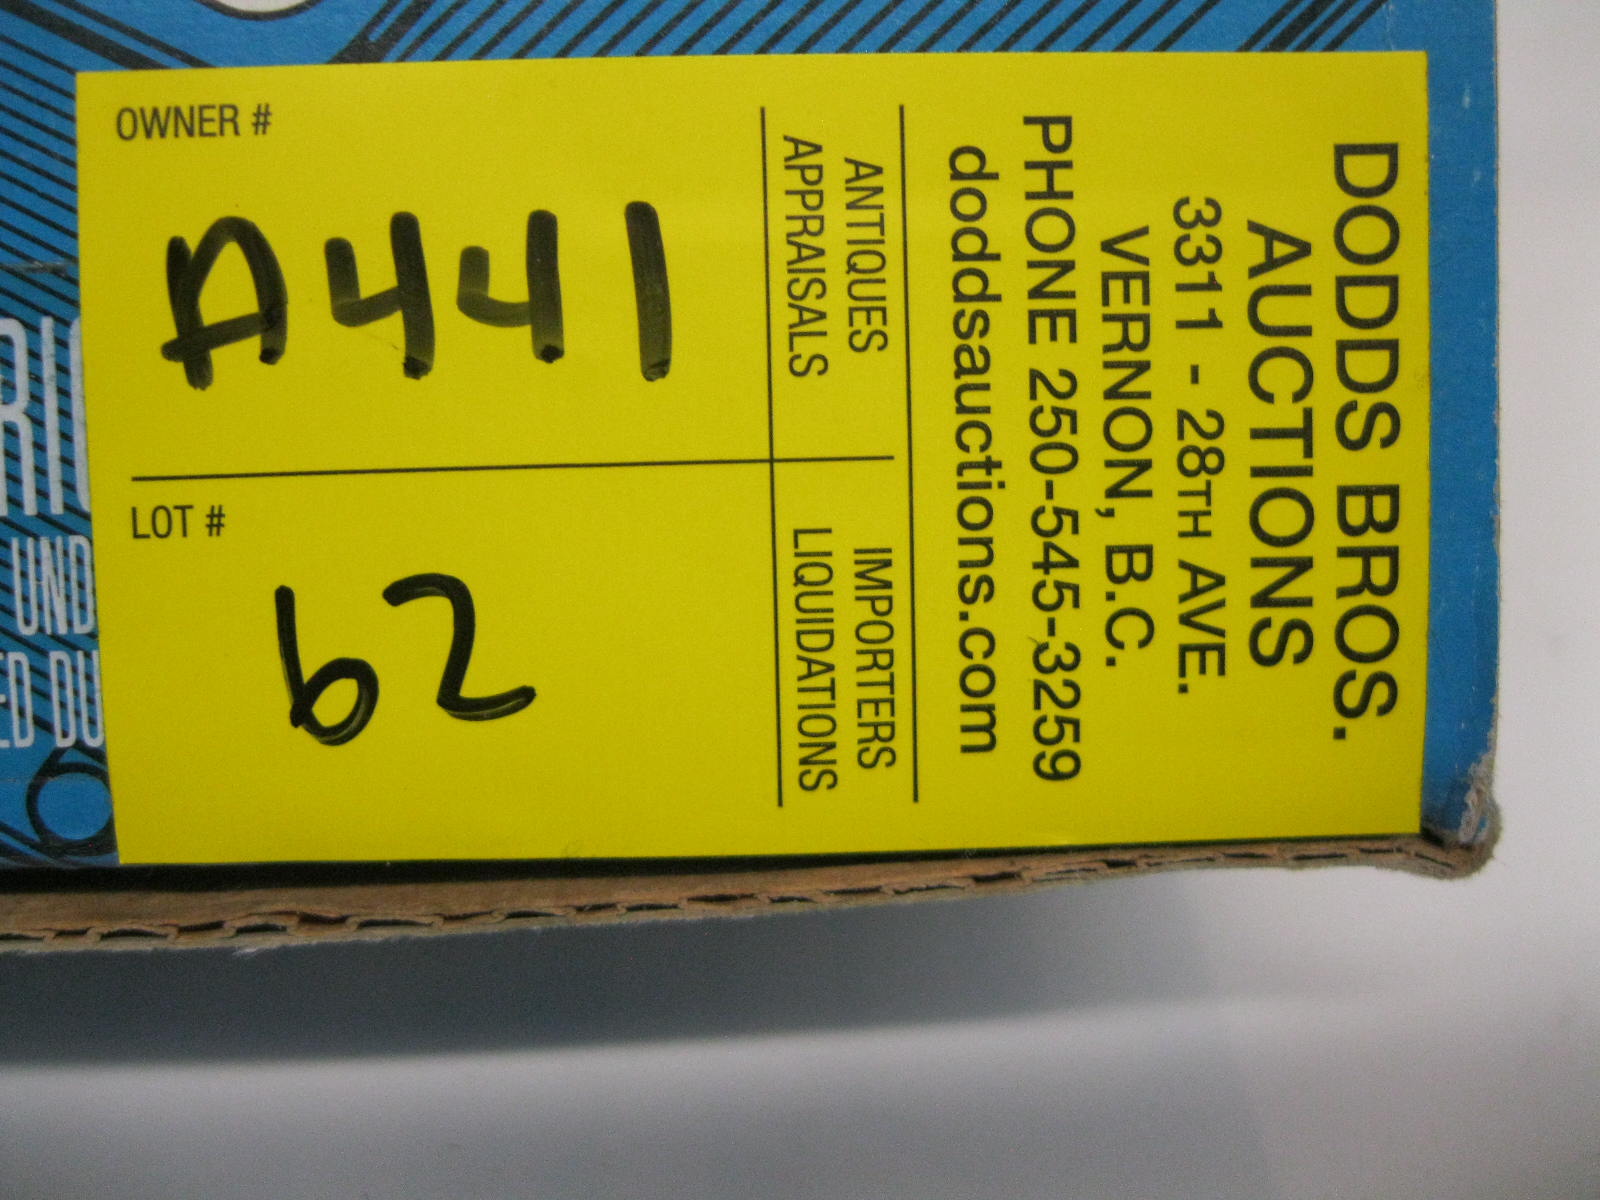 DODDS BROS.
AUCTIONS
3311 - 28TH AVE.
VERNON, B.C.
PHONE 250-545-3259
doddsauctions.com
ANTIQUES
APPRAISALS
IMPORTERS
LIQUIDATIONS
OWNER #
A441
LOT #
62